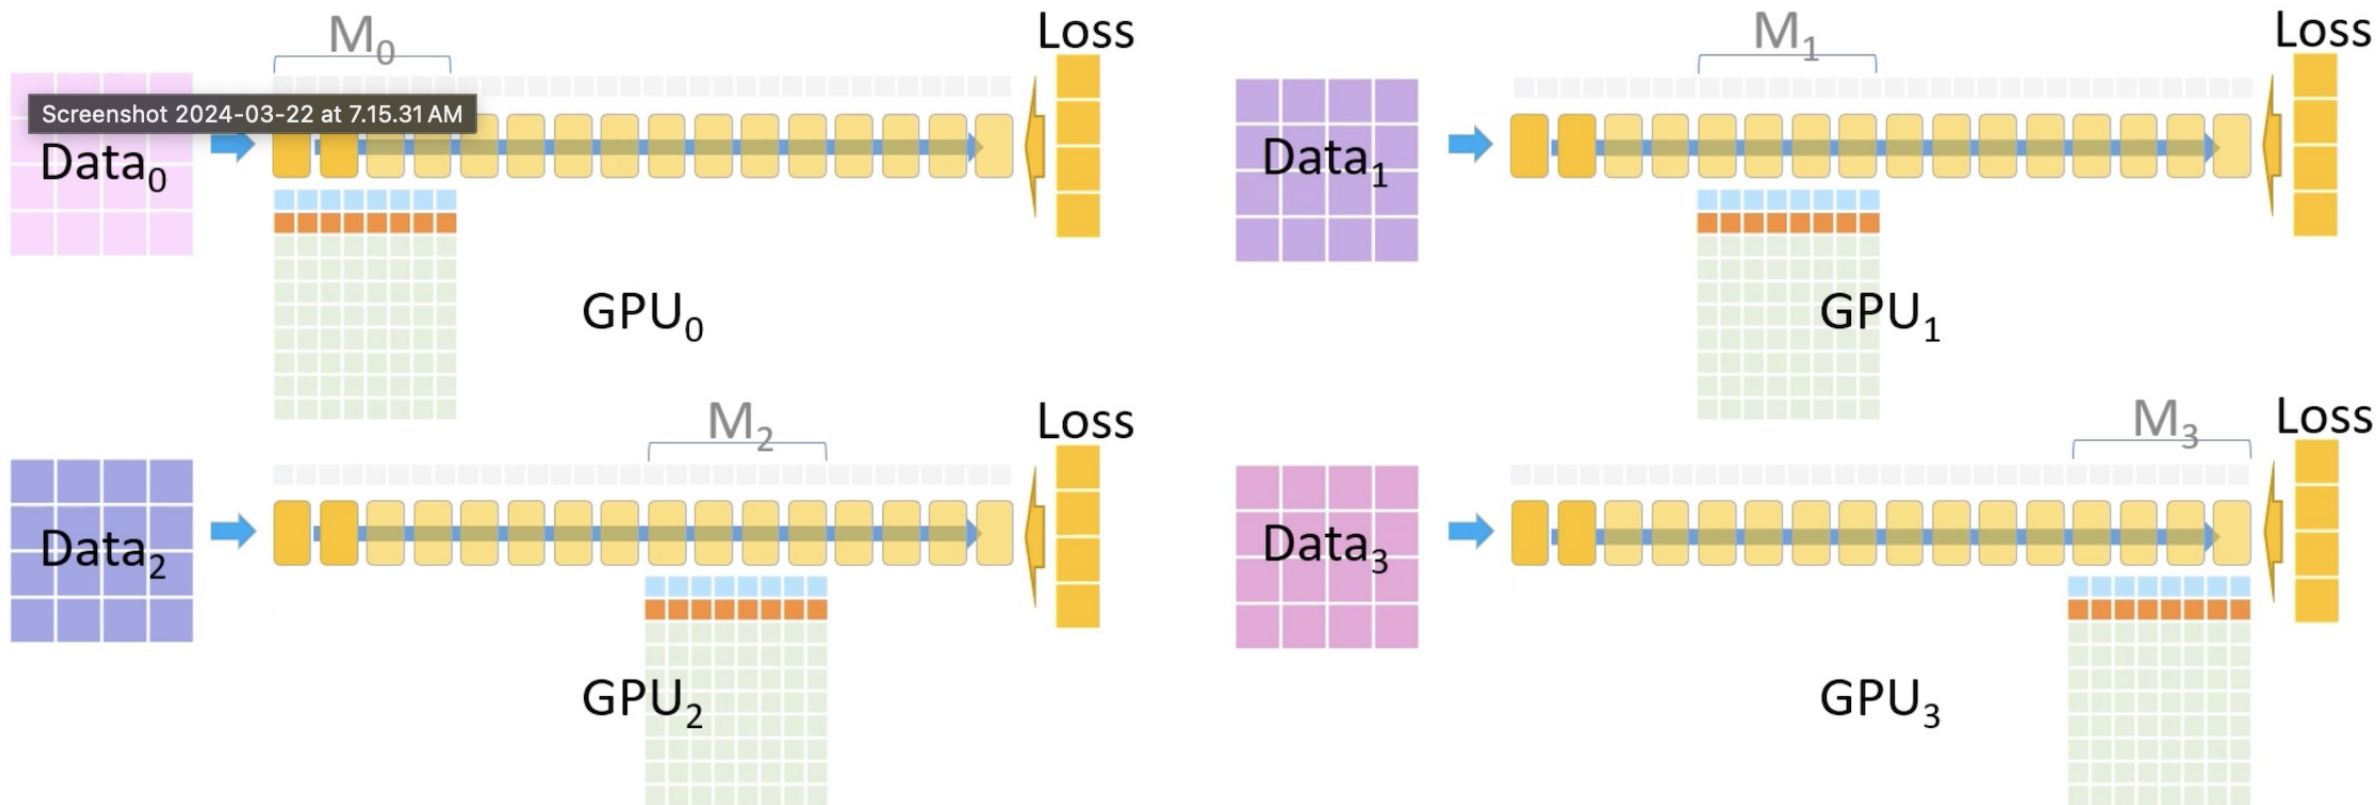 M0
Loss
Screenshot 2024-03-22 at 7.15.31 AM
Data0
GPU0
M1
Loss
Data1
GPU1
M2
Loss
Data2
GPU2
M3
Loss
Data3
GPU3